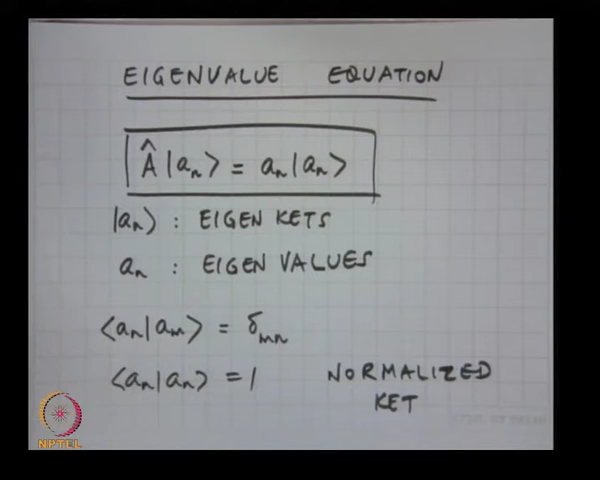 EIGENVALUE EQUATION
Â|aₙ⟩ = aₙ|aₙ⟩
|aₙ⟩ : EIGEN KETS
aₙ : EIGEN VALUES
⟨aₙ|aₘ⟩ = δₘₙ
⟨aₙ|aₙ⟩ = 1 NORMALIZED
KET
NPTEL